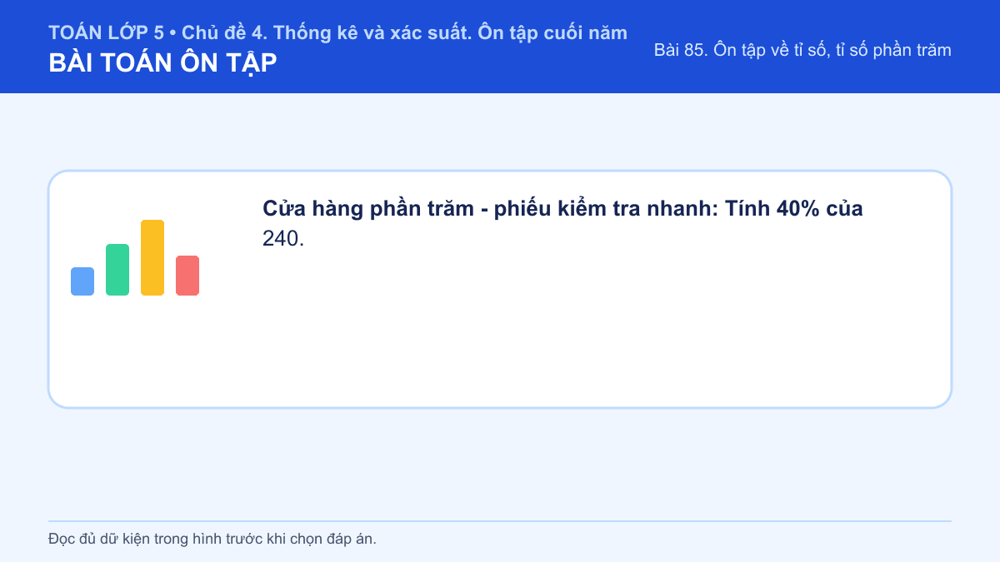 TOÁN LỚP 5 • Chủ đề 4. Thống kê và xác suất. Ôn tập cuối năm
BÀI TOÁN ÔN TẬP
Bài 85. Ôn tập về tỉ số, tỉ số phần trăm
Cửa hàng phần trăm - phiếu kiểm tra nhanh: Tính 40% của
240.
Đọc đủ dữ kiện trong hình trước khi chọn đáp án.